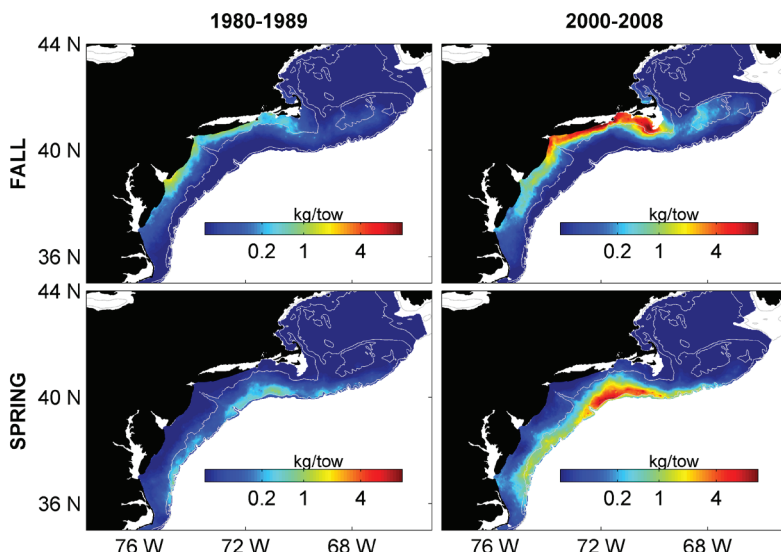 1980-1989 2000-2008
44 N
FALL
40 N
kg/tow kg/tow
0.2 1 4 0.2 1 4
36 N
44 N
SPRING
40 N
kg/tow kg/tow
0.2 1 4 0.2 1 4
36 N
76 W 72 W 68 W 76 W 72 W 68 W